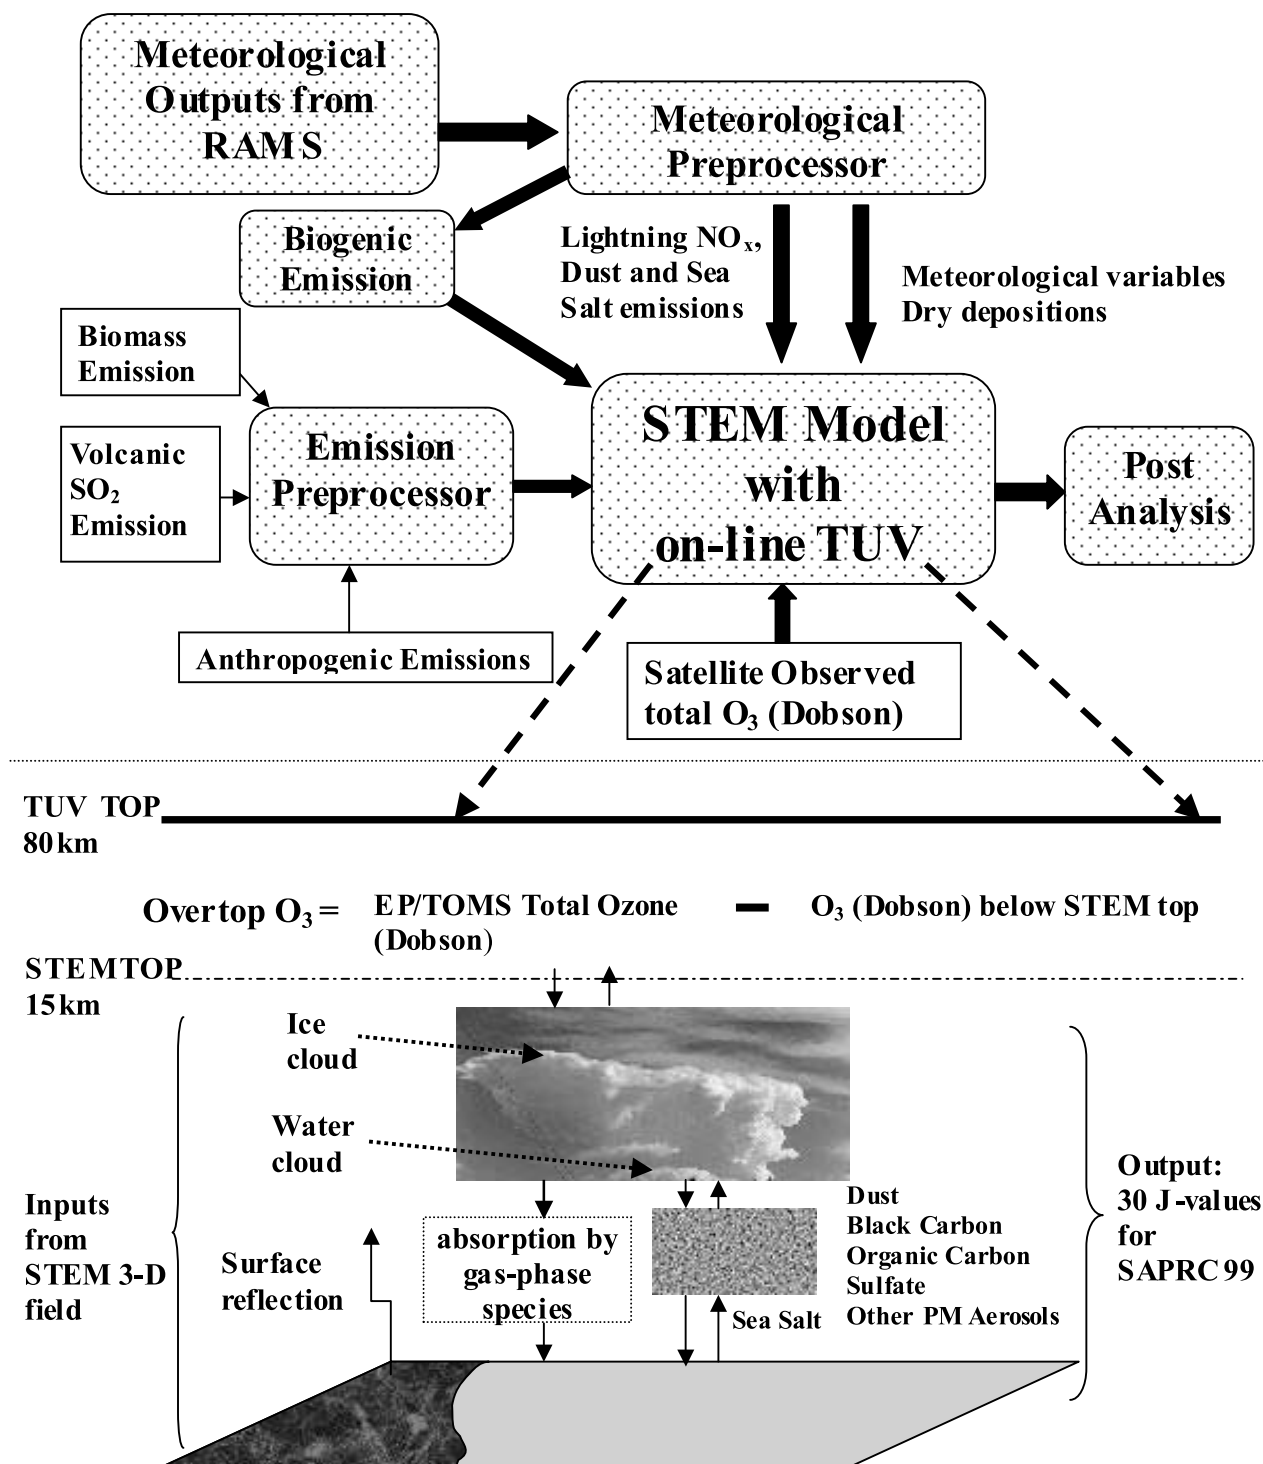 Meteorological
Outputs from
RAMS
Meteorological
Preprocessor
Biogenic
Emission
Lightning NOₓ,
Dust and Sea
Salt emissions
Meteorological variables
Dry depositions
Biomass
Emission
Volcanic
SO₂
Emission
Emission
Preprocessor
STEM Model
with
on-line TUV
Post
Analysis
Anthropogenic Emissions
Satellite Observed
total O₃ (Dobson)
TUV TOP
80km
Overtop O₃ =
EP/TOMS Total Ozone
(Dobson)
O₃ (Dobson) below STEM top
STEMTOP
15km
Ice
cloud
Water
cloud
Inputs
from
STEM 3-D
field
Surface
reflection
absorption by
gas-phase
species
Dust
Black Carbon
Organic Carbon
Sulfate
Other PM Aerosols
Sea Salt
Output:
30 J-values
for
SAPRC99